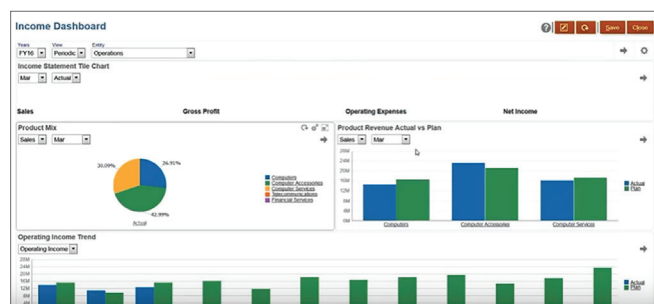 Income Dashboard
Save Close
Years View Entity
FY16 Periodic Operations
Income Statement Tile Chart
Mar Actual
Sales Gross Profit Operating Expenses Net Income
Product Mix
Sales Mar
20.09% 26.91%
42.99%
Actual
Computers
Computer Accessories
Computer Services
Telecommunications
Financial Services
Product Revenue Actual vs Plan
Sales Mar
28M
24M
20M
16M
12M
8M
4M
0M
Computers Computer Accessories Computer Services
Actual
Plan
Operating Income Trend
Operating Income
28M
24M
20M
16M
12M
8M
4M
Actual
Plan